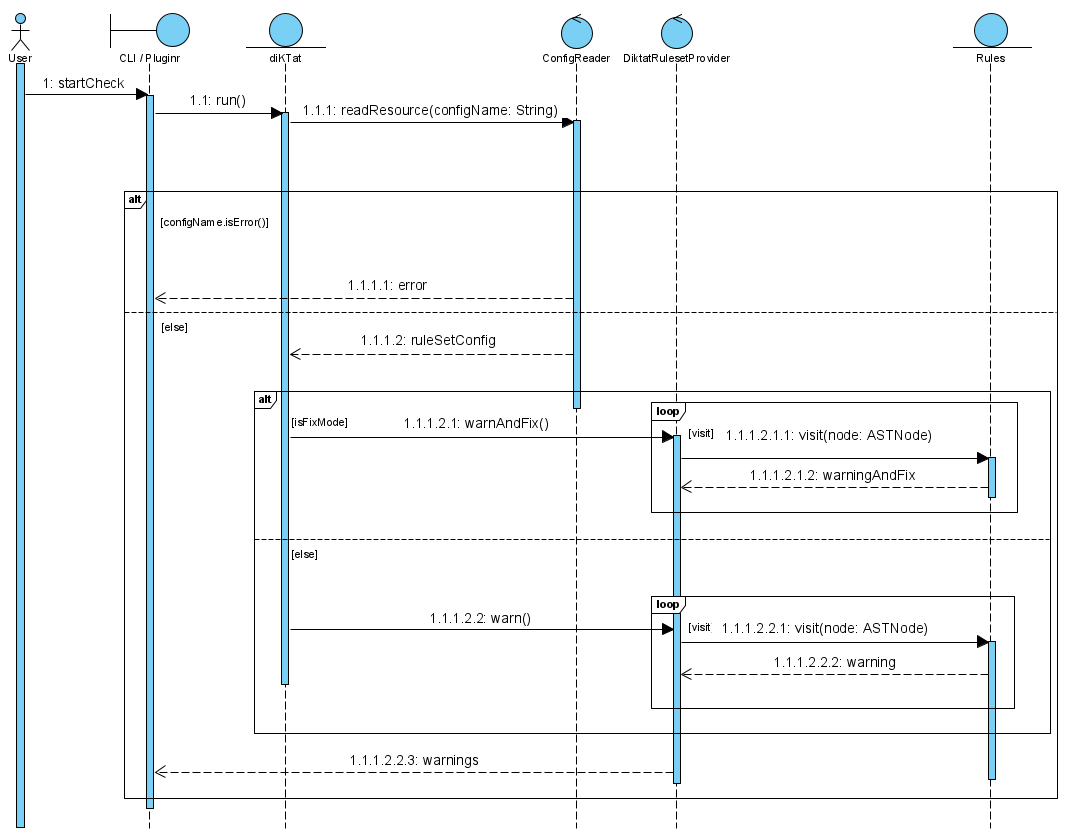 User
CLI / Pluginr
diKTat
ConfigReader
DiktatRulesetProvider
Rules
1: startCheck
1.1: run()
1.1.1: readResource(configName: String)
alt
[configName.isError()]
1.1.1.1: error
[else]
1.1.1.2: ruleSetConfig
alt
[isFixMode]
1.1.1.2.1: warnAndFix()
loop
[visit]
1.1.1.2.1.1: visit(node: ASTNode)
1.1.1.2.1.2: warningAndFix
[else]
loop
1.1.1.2.2: warn()
[visit
1.1.1.2.2.1: visit(node: ASTNode)
1.1.1.2.2.2: warning
1.1.1.2.2.3: warnings